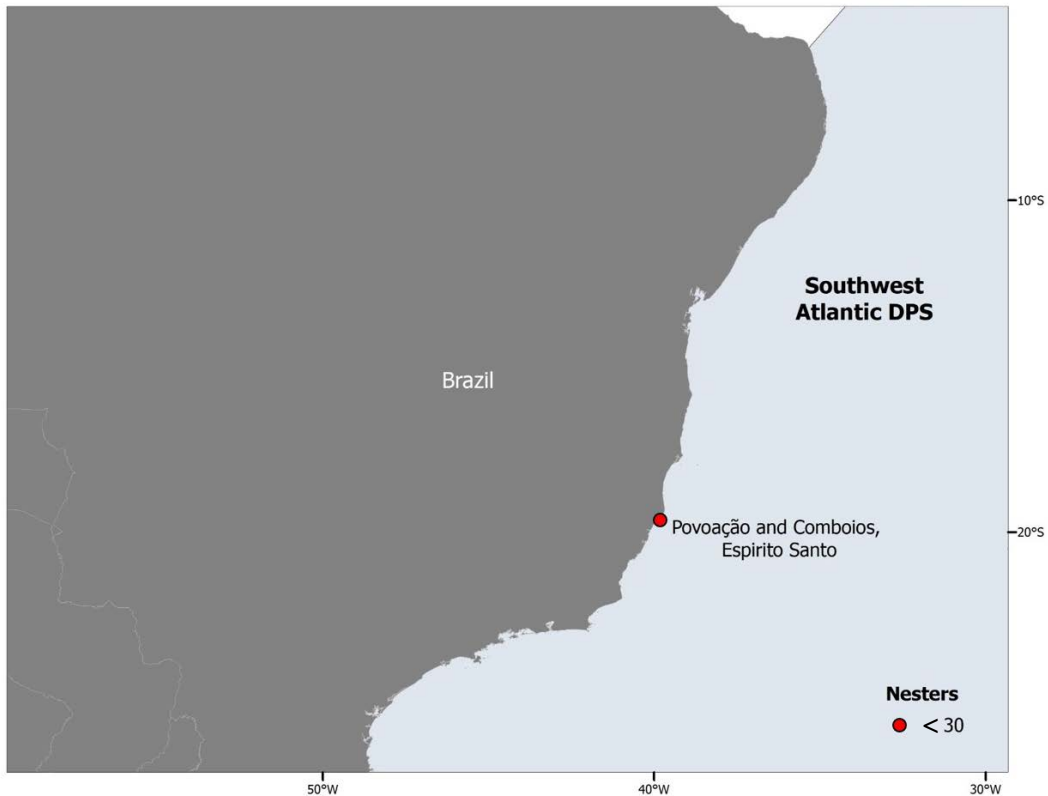 10°S
Southwest
Atlantic DPS
Brazil
Povoação and Comboios,
Espirito Santo
20°S
Nesters
< 30
50°W
40°W
30°W